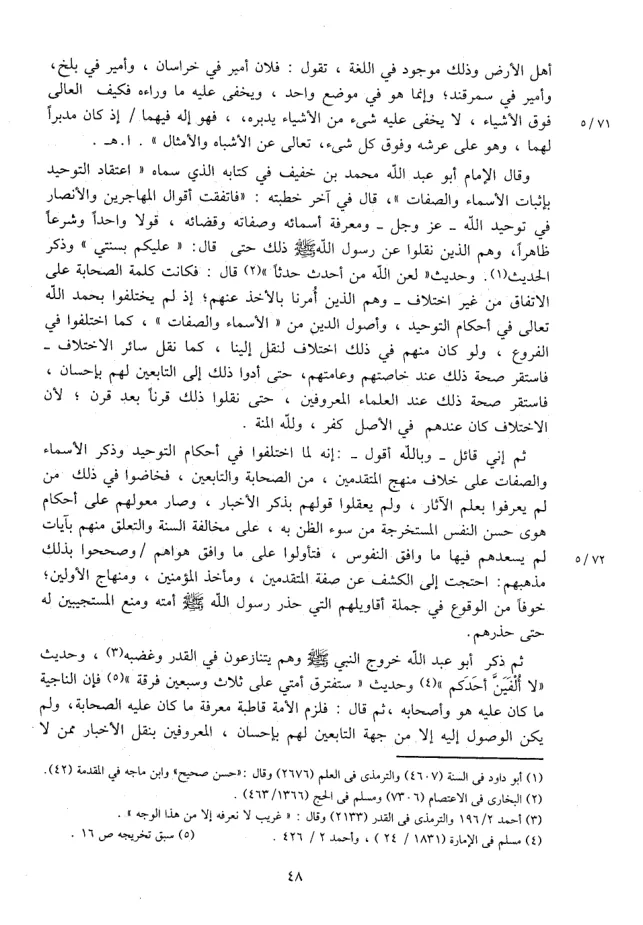 أهل الأرض وذلك موجود في اللغة ، تقول : فلان أمير في خراسان ، وأمير في بلخ،
وأمير في سمرقند؛ وإنما هو في موضع واحد ، ويخفى عليه ما وراءه فكيف العالى
فوق الأشياء ، لا يخفى عليه شىء من الأشياء يدبره ، فهو إله فيهما / إذ كان مدبراً
٥/٧١
لهما ، وهو على عرشه وفوق كل شىء، تعالى عن الأشباه والأمثال » . ا.هـ .
وقال الإمام أبو عبد الله محمد بن خفيف في كتابه الذي سماه « اعتقاد التوحيد
بإثبات الأسماء والصفات »، قال في آخر خطبته : «فاتفقت أقوال المهاجرين والأنصار
في توحيد الله ـ عز وجل ـ ومعرفة أسمائه وصفاته وقضائه ، قولا واحداً وشرعاً
ظاهراً، وهم الذين نقلوا عن رسول الله ﷺ ذلك حتى قال: « عليكم بسنتي » وذكر
الحديث(١). وحديث« لعن الله من أحدث حدثاً »(٢) قال : فكانت كلمة الصحابة على
الاتفاق من غير اختلاف ـ وهم الذين أُمرنا بالأخذ عنهم؛ إذ لم يختلفوا بحمد الله
تعالى في أحكام التوحيد ، وأصول الدين من « الأسماء والصفات » ، كما اختلفوا في
الفروع ، ولو كان منهم في ذلك اختلاف لنقل إلينا ، كما نقل سائر الاختلاف ـ
فاستقر صحة ذلك عند خاصتهم وعامتهم، حتى أدوا ذلك إلى التابعين لهم بإحسان ،
فاستقر صحة ذلك عند العلماء المعروفين ، حتى نقلوا ذلك قرناً بعد قرن ؛ لأن
الاختلاف كان عندهم في الأصل كفر ، ولله المنة .
ثم إني قائل ـ وبالله أقول ـ :إنه لما اختلفوا في أحكام التوحيد وذكر الأسماء
والصفات على خلاف منهج المتقدمين ، من الصحابة والتابعين ، فخاضوا في ذلك من
لم يعرفوا بعلم الآثار ، ولم يعقلوا قولهم بذكر الأخبار ، وصار معولهم على أحكام
هوى حسن النفس المستخرجة من سوء الظن به ، على مخالفة السنة والتعلق منهم بآيات
لم يسعدهم فيها ما وافق النفوس ، فتأولوا على ما وافق هواهم /وصححوا بذلك
٥/٧٢
مذهبهم: احتجت إلى الكشف عن صفة المتقدمين ، ومأخذ المؤمنين ، ومنهاج الأولين؛
خوفاً من الوقوع في جملة أقاويلهم التي حذر رسول الله ﷺ أمته ومنع المستجيبين له
حتى حذرهم.
ثم ذكر أبو عبد الله خروج النبي ﷺ وهم يتنازعون في القدر وغضبه(٣) ، وحديث
«لا أُلْفَيَنَّ أحدَكم »(٤) وحديث « ستفترق أمتي على ثلاث وسبعين فرقة »(٥) فإن الناجية
ما كان عليه هو وأصحابه ،ثم قال : فلزم الأمة قاطبة معرفة ما كان عليه الصحابة، ولم
يكن الوصول إليه إلا من جهة التابعين لهم بإحسان ، المعروفين بنقل الأخبار ممن لا
(١) أبو داود فى السنة (٤٦٠٧) والترمذى فى العلم (٢٦٧٦) وقال :«حسن صحيح» وابن ماجه في المقدمة (٤٢).
(٢) البخارى فى الاعتصام (٧٣٠٦) ومسلم فى الحج (١٣٦٦/ ٤٦٣) .
(٣) أحمد ٢/ ١٩٦ والترمذى فى القدر (٢١٣٣) وقال : « غريب لا نعرفه إلا من هذا الوجه » .
(٤) مسلم فى الإمارة (١٨٣١ / ٢٤ ) ، وأحمد ٢ / ٤٢٦ . (٥) سبق تخريجه ص ١٦ .
٤٨